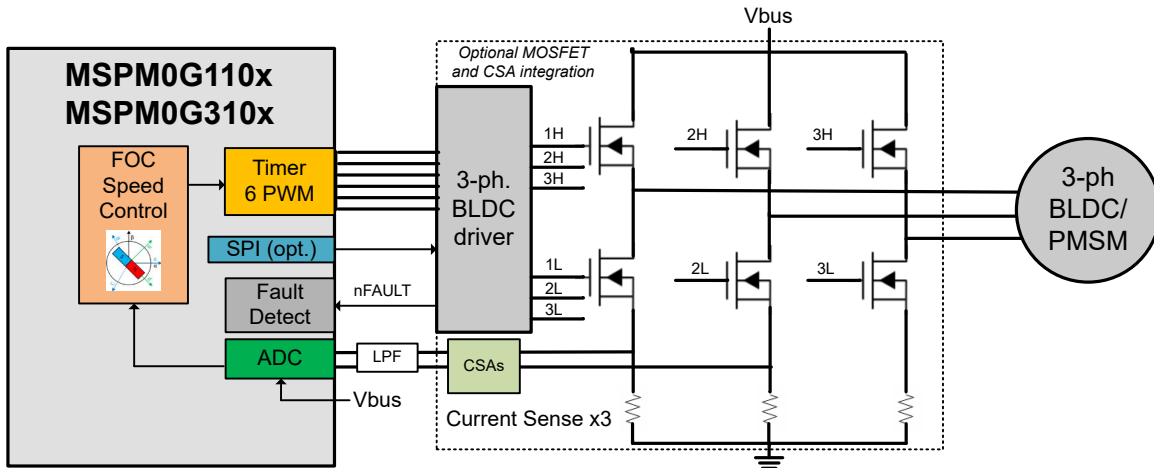 Vbus
Optional MOSFET
and CSA integration
MSPM0G110x
MSPM0G310x
FOC
Speed
Control
Timer
6 PWM
SPI (opt.)
Fault
Detect
ADC
nFAULT
LPF
Vbus
3-ph.
BLDC
driver
CSAs
1H
2H
3H
1L
2L
3L
2H
3H
2L
3L
Current Sense x3
3-ph
BLDC/
PMSM